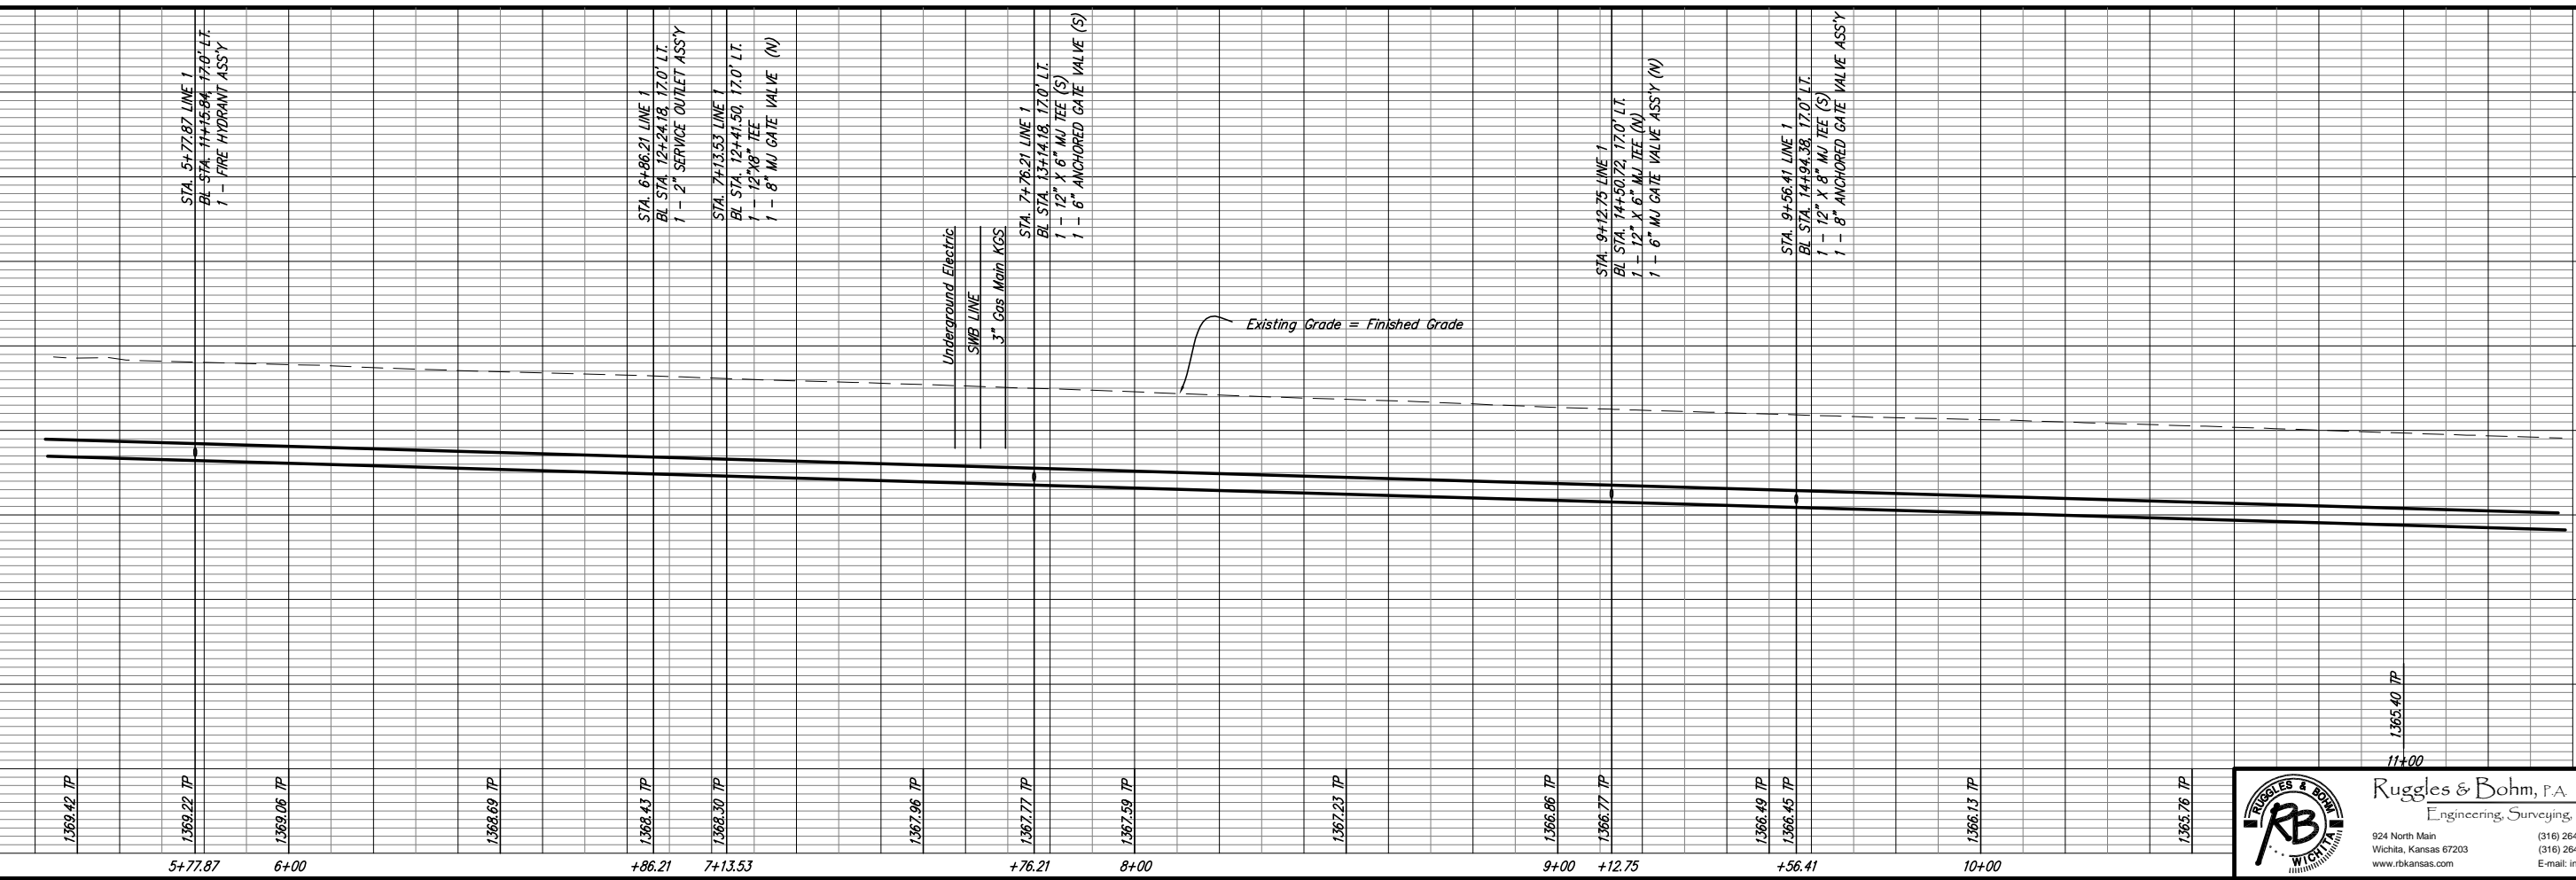 STA. 5+77.87 LINE 1
BL STA. 11+15.84, 17.0' LT.
1 - FIRE HYDRANT ASS'Y
STA. 6+86.21 LINE 1
BL STA. 12+24.18, 17.0' LT.
1 - 2" SERVICE OUTLET ASS'Y
STA. 7+13.53 LINE 1
BL STA. 12+41.50, 17.0' LT.
1 - 12"X8" TEE
1 - 8" MJ GATE VALVE (N)
Underground Electric
SWB LINE
3" Gas Main KGS
STA. 7+76.21 LINE 1
BL STA. 13+14.18, 17.0' LT.
1 - 12" X 6" MJ TEE (S)
1 - 6" ANCHORED GATE VALVE (S)
STA. 9+12.75 LINE 1
BL STA. 14+50.72, 17.0' LT.
1 - 12" X 6" MJ TEE (N)
1 - 6" MJ GATE VALVE ASS'Y (N)
STA. 9+56.41 LINE 1
BL STA. 14+94.38, 17.0' LT.
1 - 12" X 8" MJ TEE (S)
1 - 8" ANCHORED GATE VALVE ASS'Y
Existing Grade = Finished Grade
1369.42 TP
1369.22 TP
1369.06 TP
1368.69 TP
1368.43 TP
1368.30 TP
1367.96 TP
1367.77 TP
1367.59 TP
1367.23 TP
1366.86 TP
1366.77 TP
1366.49 TP
1366.45 TP
1366.13 TP
1365.76 TP
1365.40 TP
11+00
5+77.87
6+00
+86.21
7+13.53
+76.21
8+00
9+00
+12.75
+56.41
10+00
RUGGLES & BOHM
RB
WICHITA
Ruggles & Bohm, P.A.
Engineering, Surveying,
924 North Main
(316) 264
Wichita, Kansas 67203
(316) 264
www.rbkansas.com
E-mail: in